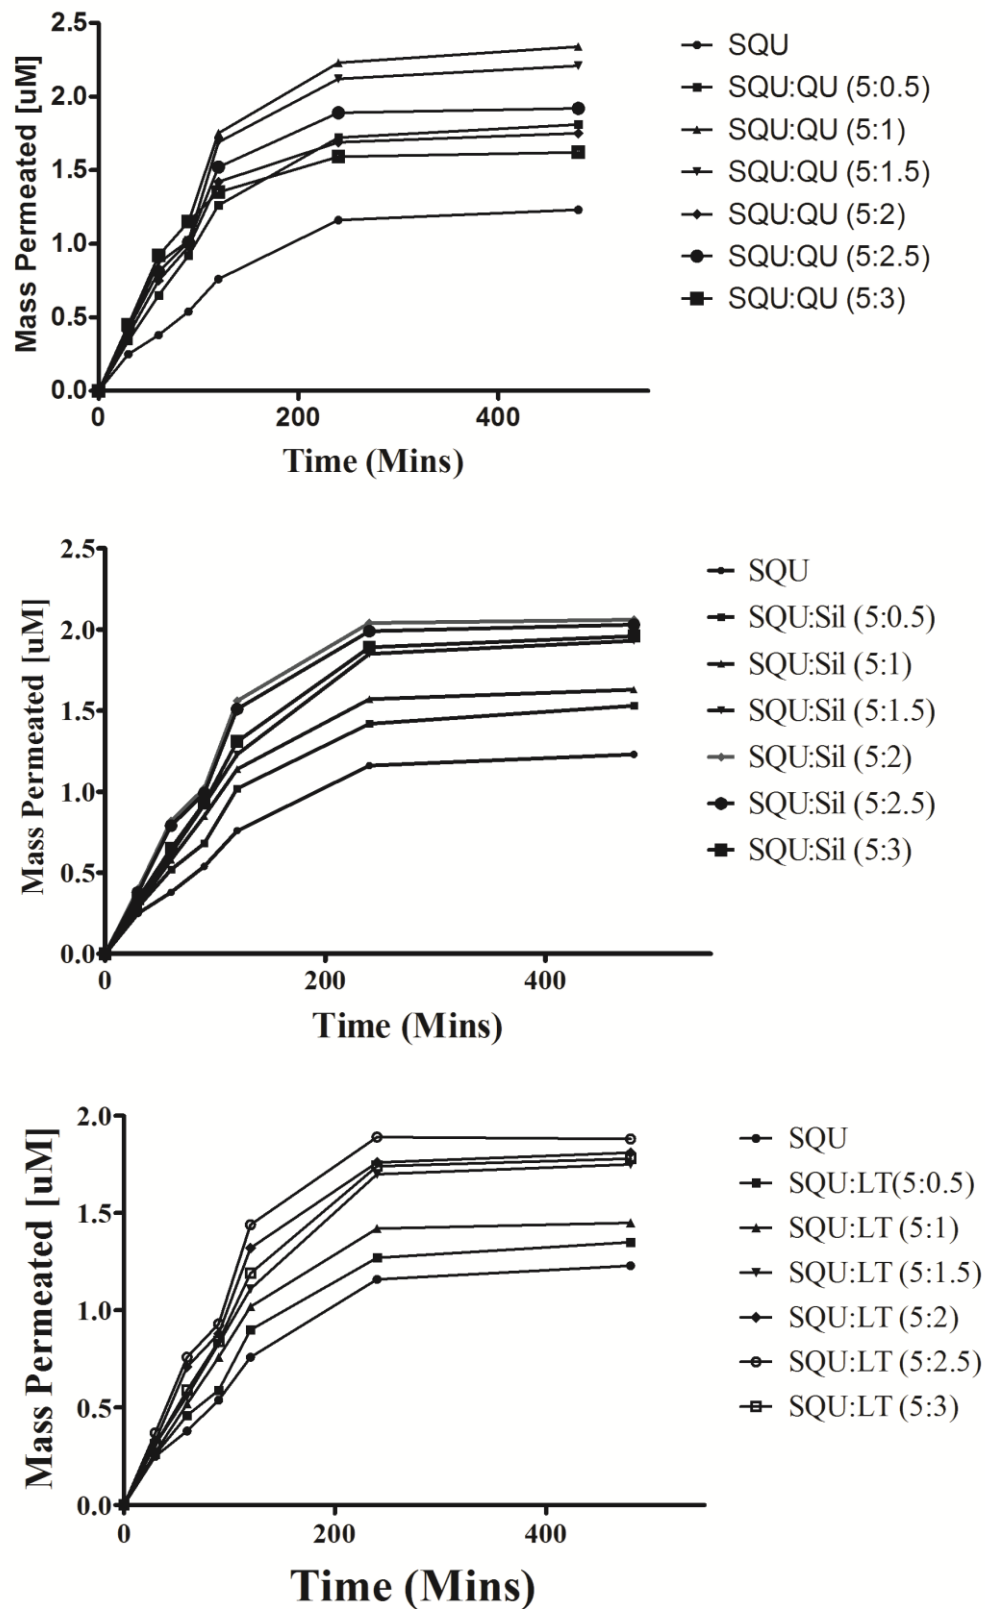 2.5
2.0
1.5
1.0
0.5
0.0
Mass Permeated [uM]
0
200
400
Time (Mins)
SQU
SQU:QU (5:0.5)
SQU:QU (5:1)
SQU:QU (5:1.5)
SQU:QU (5:2)
SQU:QU (5:2.5)
SQU:QU (5:3)
2.5
2.0
1.5
1.0
0.5
0.0
Mass Permeated [uM]
0
200
400
Time (Mins)
SQU
SQU:Sil (5:0.5)
SQU:Sil (5:1)
SQU:Sil (5:1.5)
SQU:Sil (5:2)
SQU:Sil (5:2.5)
SQU:Sil (5:3)
2.0
1.5
1.0
0.5
0.0
Mass Permeated [uM]
0
200
400
Time (Mins)
SQU
SQU:LT(5:0.5)
SQU:LT (5:1)
SQU:LT (5:1.5)
SQU:LT (5:2)
SQU:LT (5:2.5)
SQU:LT (5:3)